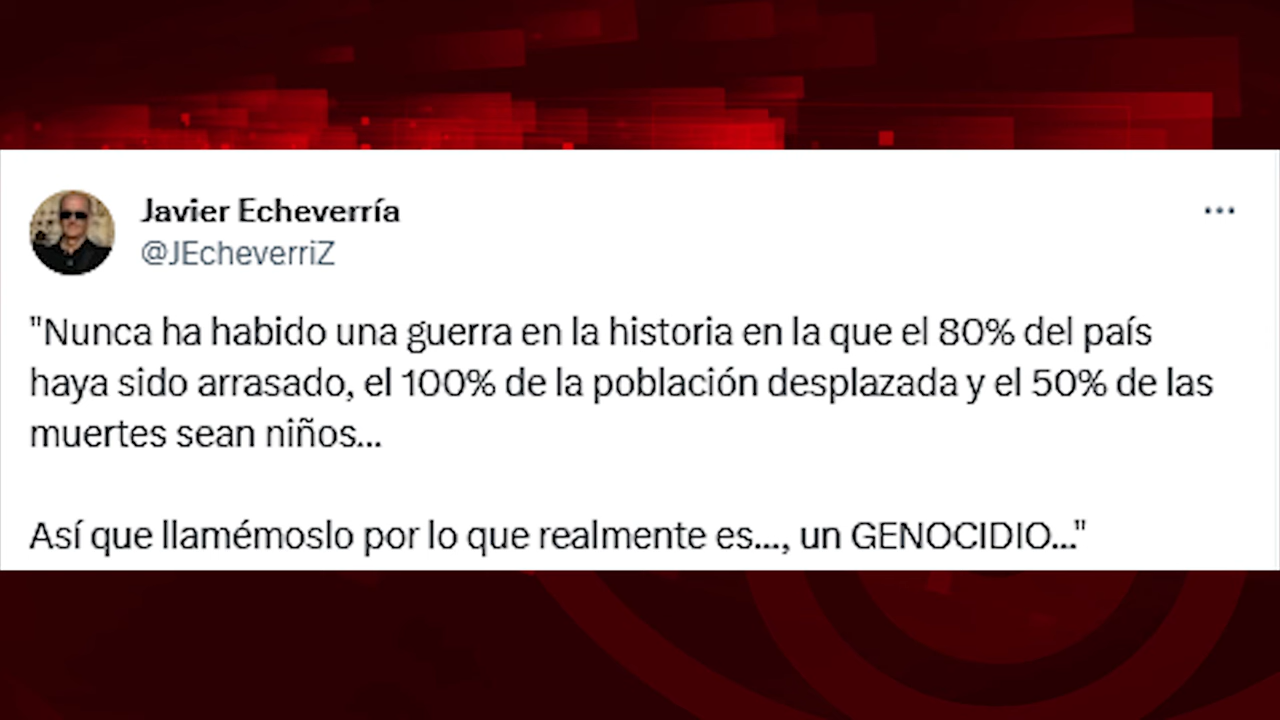 Javier Echeverría
@JEcheverriZ
"Nunca ha habido una guerra en la historia en la que el 80% del país
haya sido arrasado, el 100% de la población desplazada y el 50% de las
muertes sean niños...
Así que llamémoslo por lo que realmente es..., un GENOCIDIO..."